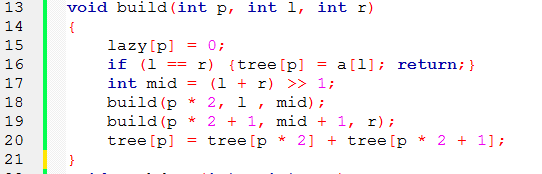 13 void build(int p, int l, int r)
14 {
15 lazy[p] = 0;
16 if (l == r) {tree[p] = a[l]; return;}
17 int mid = (l + r) >> 1;
18 build(p * 2, l , mid);
19 build(p * 2 + 1, mid + 1, r);
20 tree[p] = tree[p * 2] + tree[p * 2 + 1];
21 }